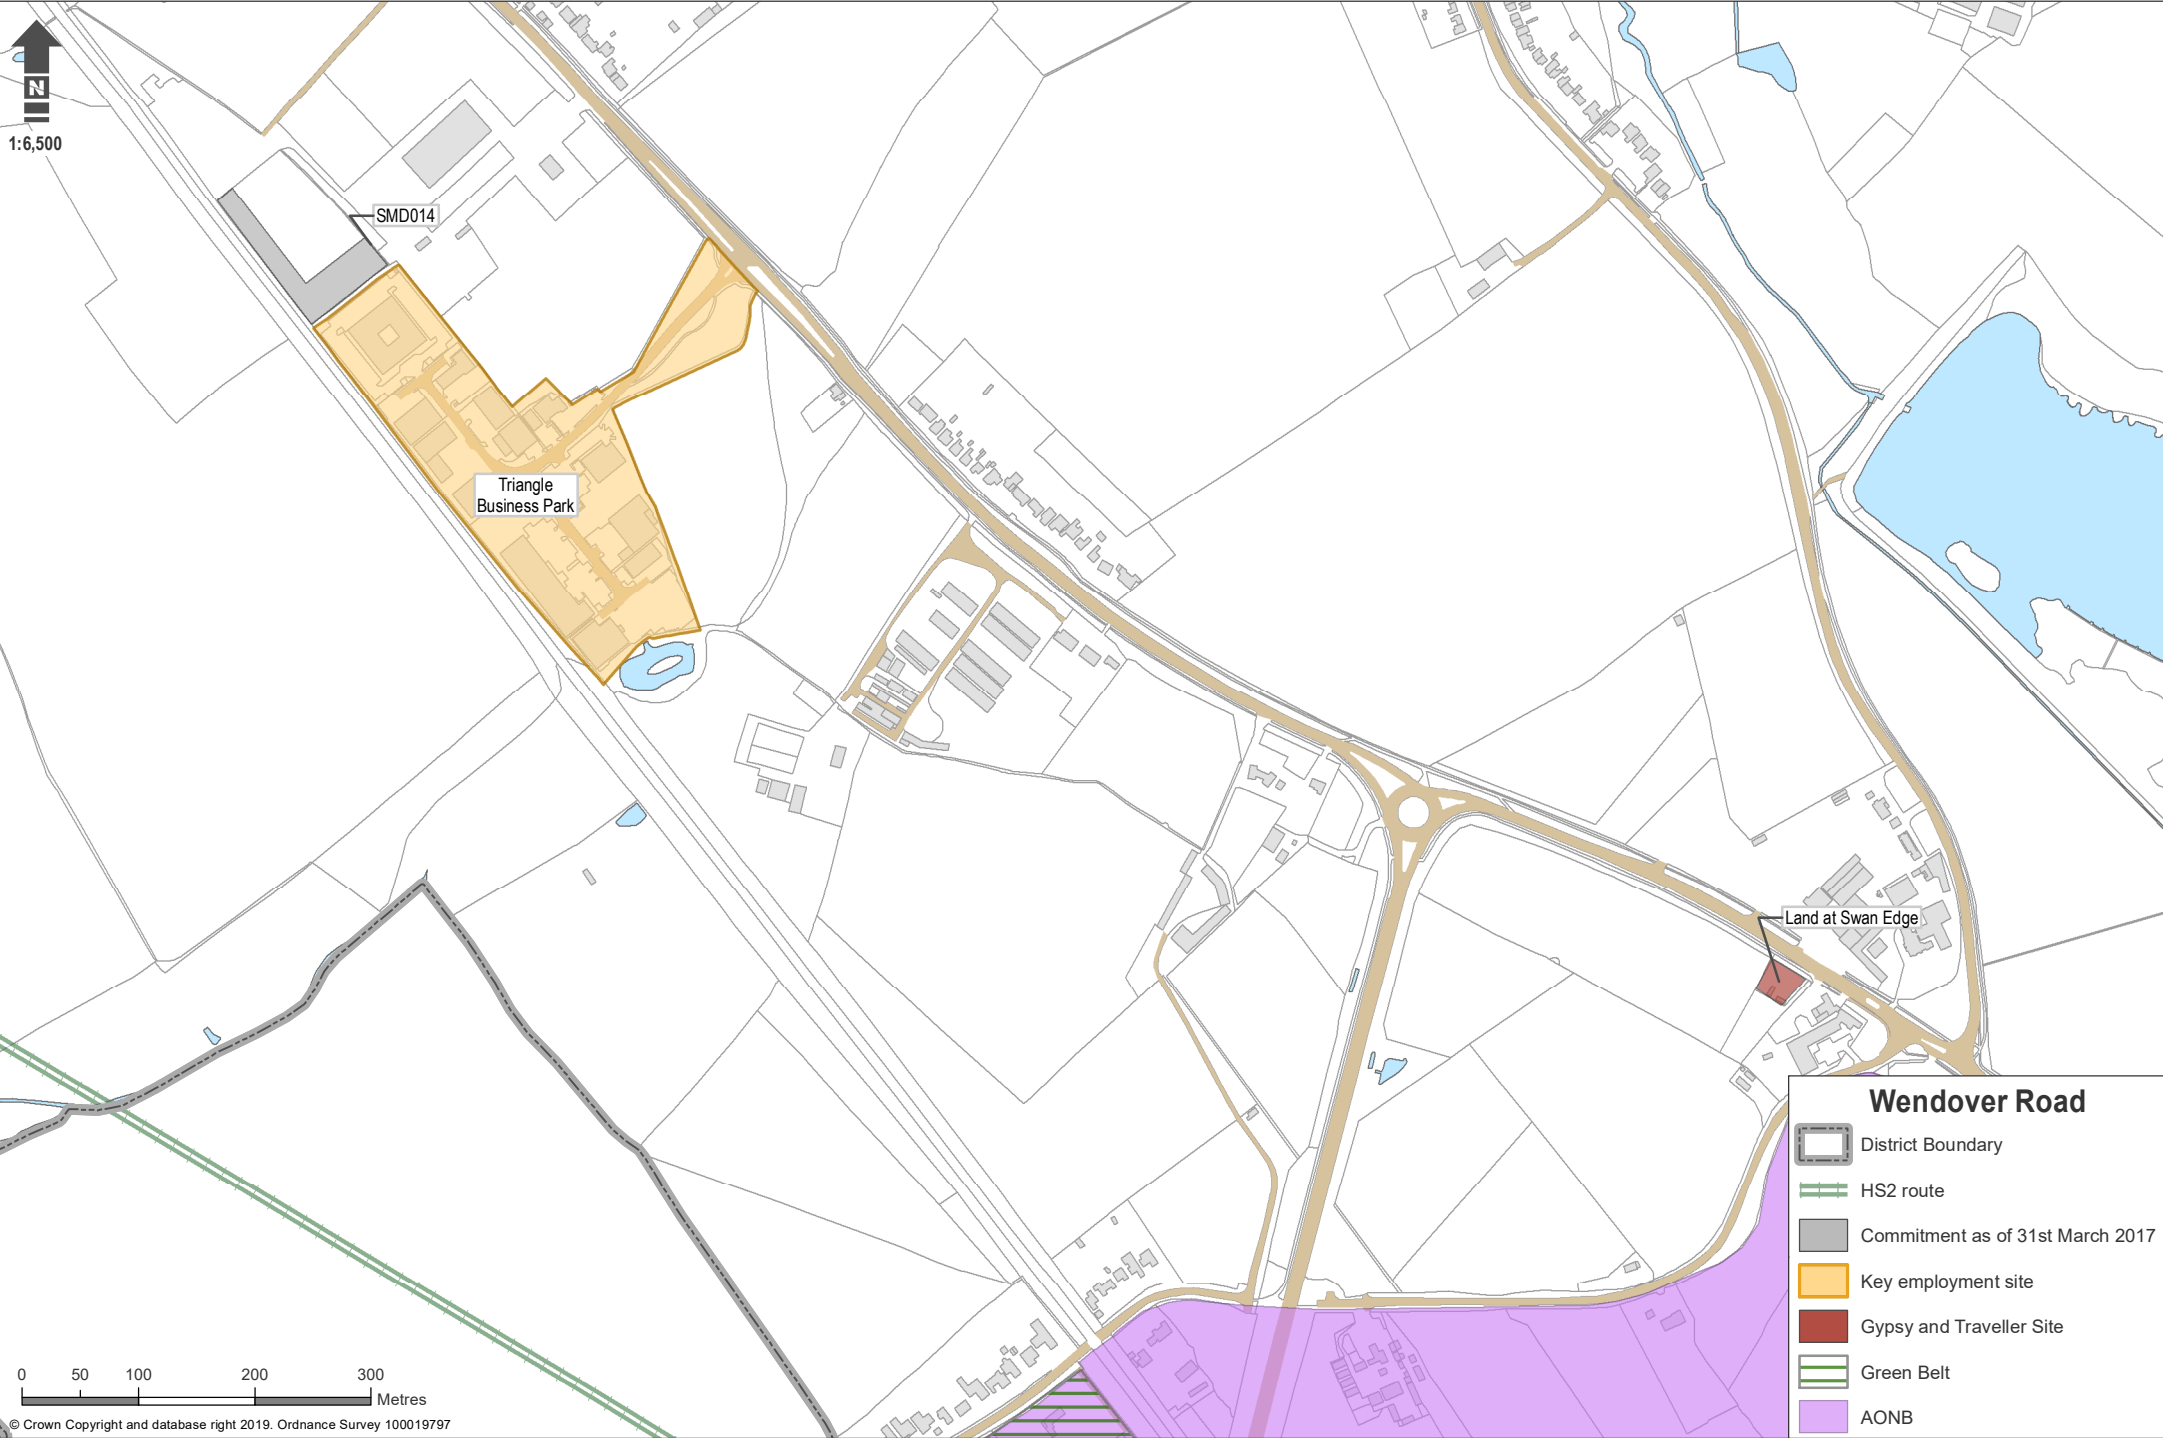 N
1:6,500
SMD014
Triangle
Business Park
Land at Swan Edge
Wendover Road
District Boundary
HS2 route
Commitment as of 31st March 2017
Key employment site
Gypsy and Traveller Site
Green Belt
AONB
0 50 100 200 300
Metres
© Crown Copyright and database right 2019. Ordnance Survey 100019797